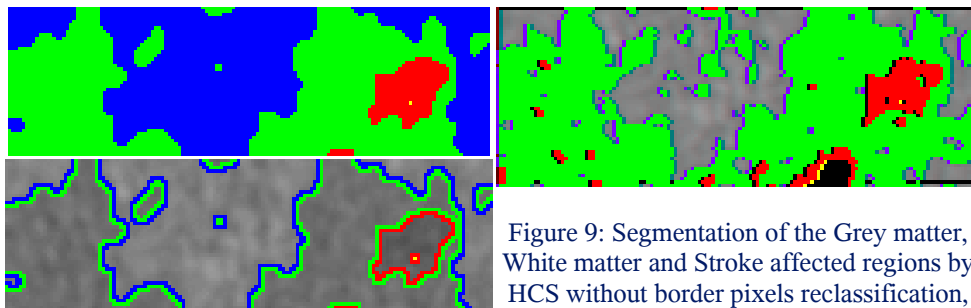 Figure 9: Segmentation of the Grey matter,
White matter and Stroke affected regions by
HCS without border pixels reclassification.